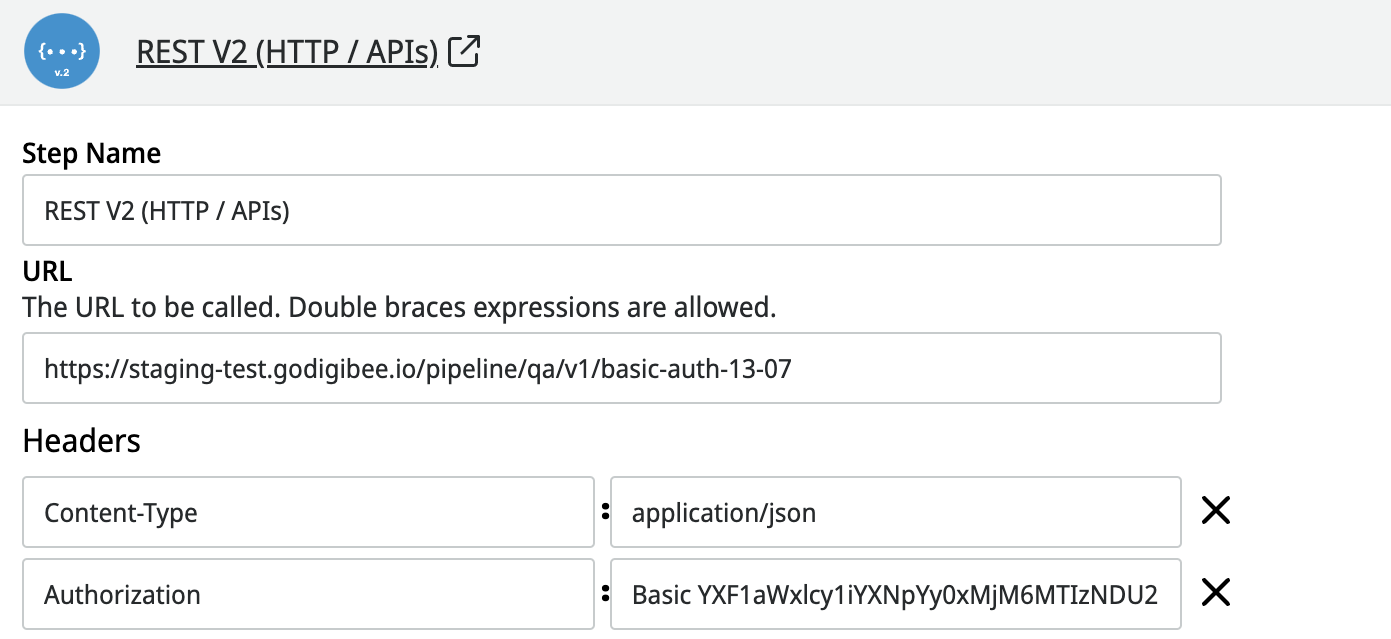 {...}
v.2
REST V2 (HTTP / APIs)
Step Name
REST V2 (HTTP / APIs)
URL
The URL to be called. Double braces expressions are allowed.
https://staging-test.godigibee.io/pipeline/qa/v1/basic-auth-13-07
Headers
Content-Type : application/json
Authorization : Basic YXF1aWxlcy1iYXNpYy0xMjM6MTIzNDU2